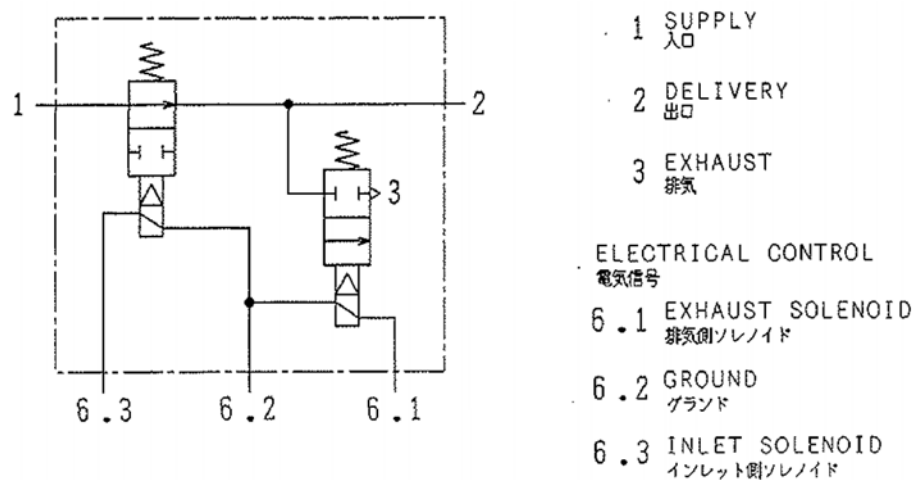 1
2
3
6.3
6.2
6.1
1 SUPPLY
入口
2 DELIVERY
出口
3 EXHAUST
排気
ELECTRICAL CONTROL
電気信号
6.1 EXHAUST SOLENOID
排気側ソレノイド
6.2 GROUND
グランド
6.3 INLET SOLENOID
インレット側ソレノイド